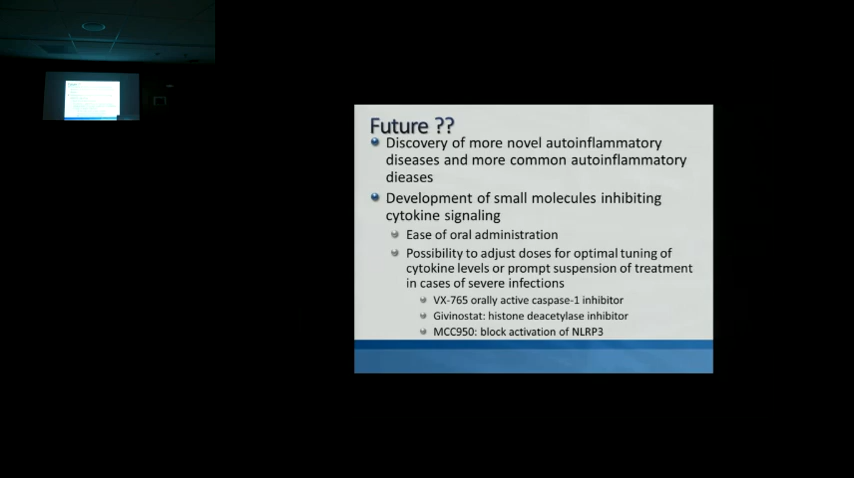 Future ??
Discovery of more novel autoinflammatory
diseases and more common autoinflammatory
dieases
Development of small molecules inhibiting
cytokine signaling
Ease of oral administration
Possibility to adjust doses for optimal tuning of
cytokine levels or prompt suspension of treatment
in cases of severe infections
VX-765 orally active caspase-1 inhibitor
Givinostat: histone deacetylase inhibitor
MCC950: block activation of NLRP3